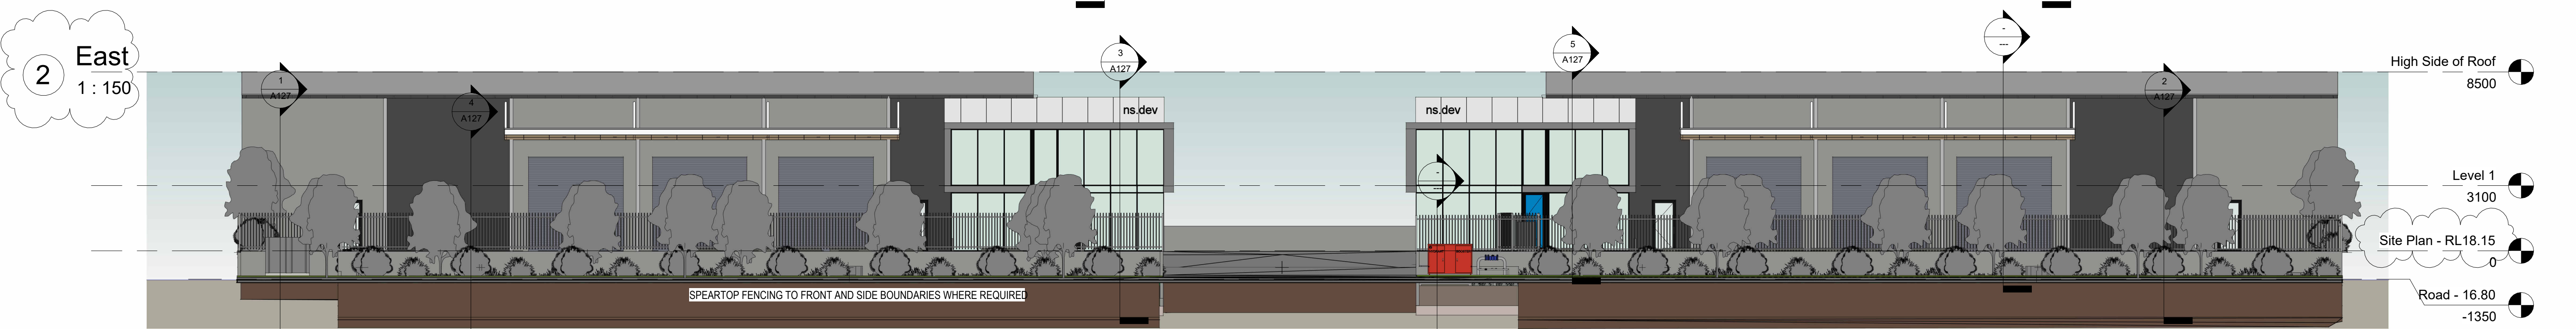 2
East
1 : 150
1
A127
4
A127
3
A127
5
A127
-
---
2
A127
-
---
ns.dev
ns.dev
High Side of Roof
8500
Level 1
3100
Site Plan - RL18.15
0
Road - 16.80
-1350
SPEARTOP FENCING TO FRONT AND SIDE BOUNDARIES WHERE REQUIRED